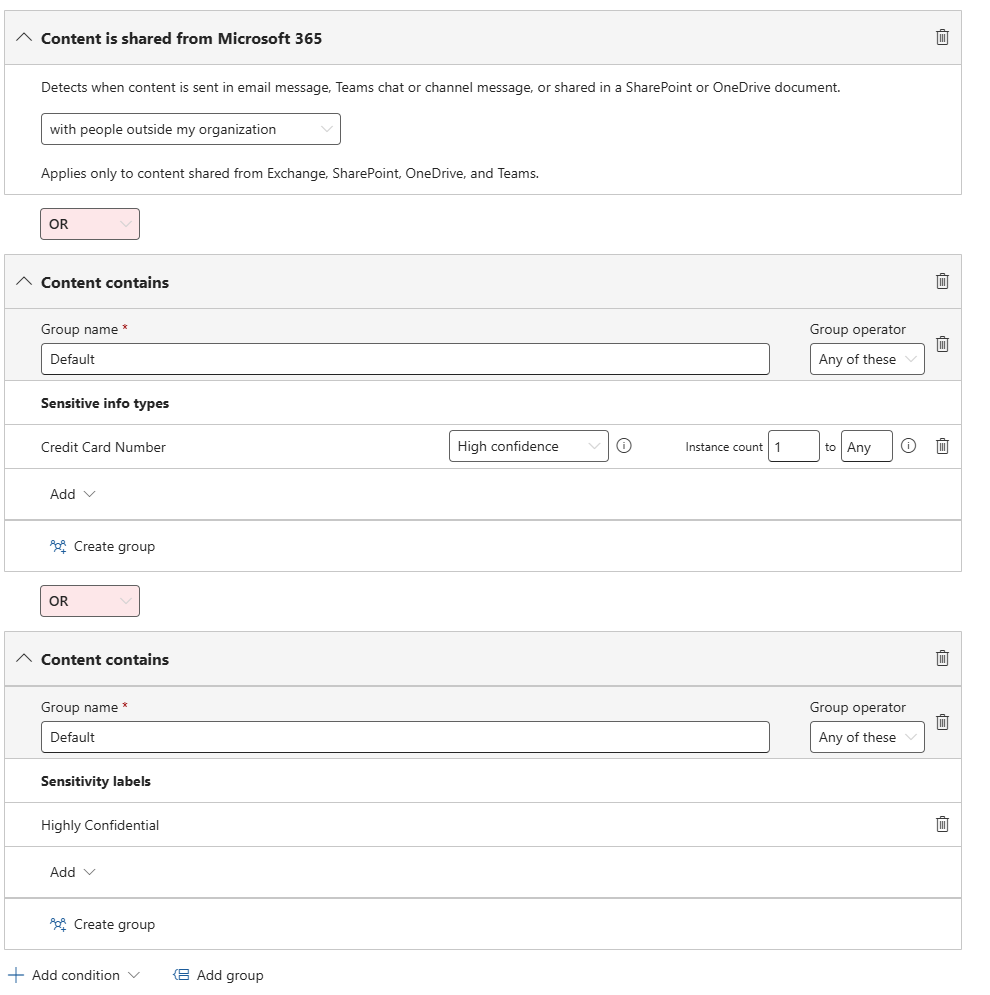 Content is shared from Microsoft 365
Detects when content is sent in email message, Teams chat or channel message, or shared in a SharePoint or OneDrive document.
with people outside my organization
Applies only to content shared from Exchange, SharePoint, OneDrive, and Teams.
OR
Content contains
Group name * Group operator
Default Any of these
Sensitive info types
Credit Card Number High confidence Instance count 1 to Any
Add
Create group
OR
Content contains
Group name * Group operator
Default Any of these
Sensitivity labels
Highly Confidential
Add
Create group
Add condition Add group